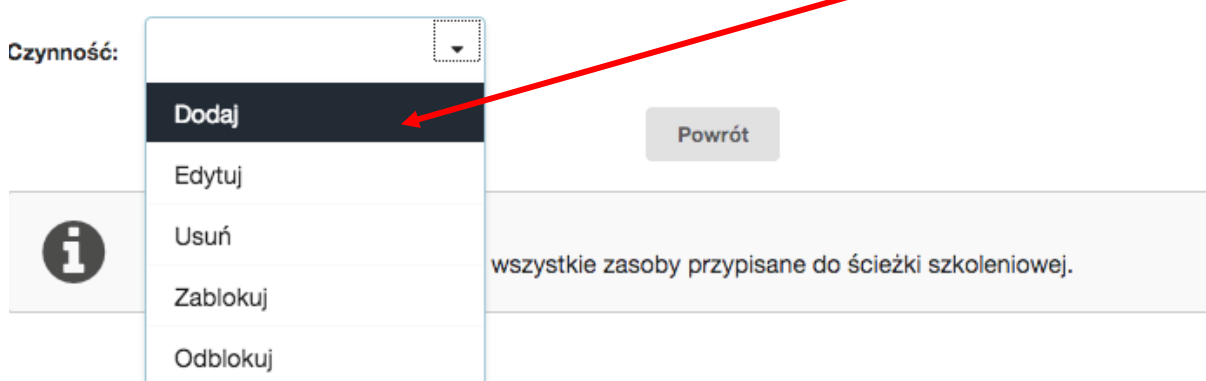 Czynność:
Dodaj
Powrót
Edytuj
Usuń
wszystkie zasoby przypisane do ścieżki szkoleniowej.
Zablokuj
Odblokuj